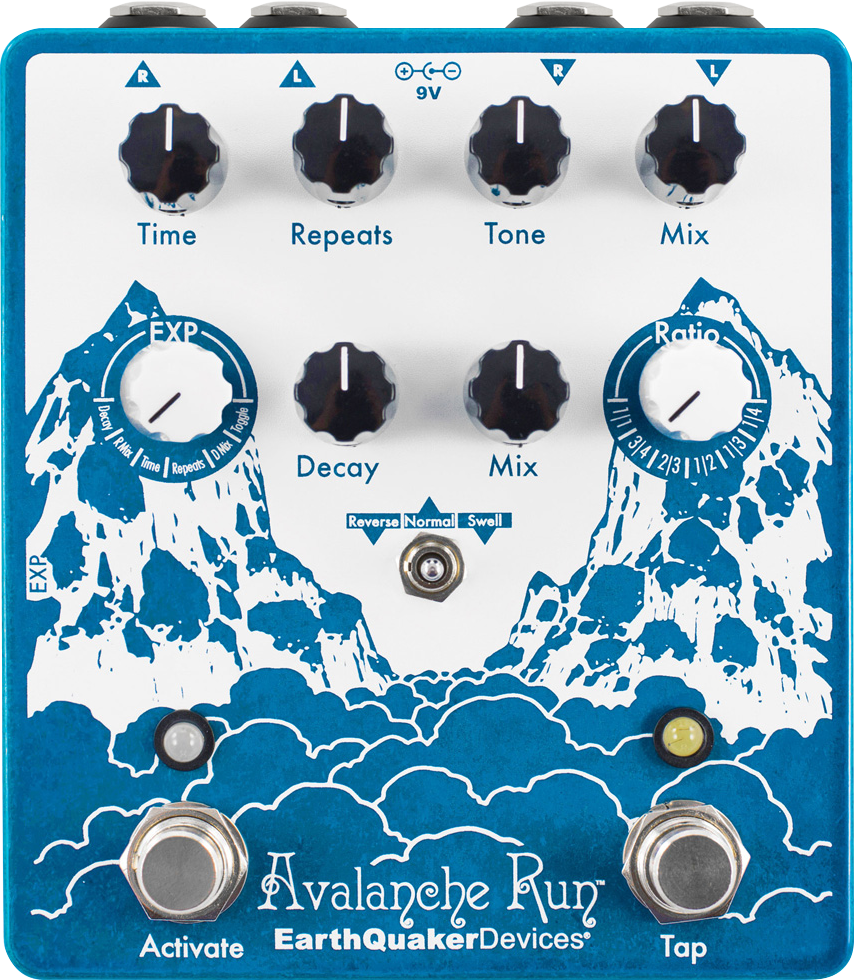 R L R L
9V
Time Repeats Tone Mix
EXP Ratio
Decay R Mix Time Repeats D Mix Toggle
1/1 3/4 2/3 1/2 1/3 1/4
Decay Mix
Reverse Normal Swell
EXP
Avalanche Run™
EarthQuakerDevices®
Activate Tap